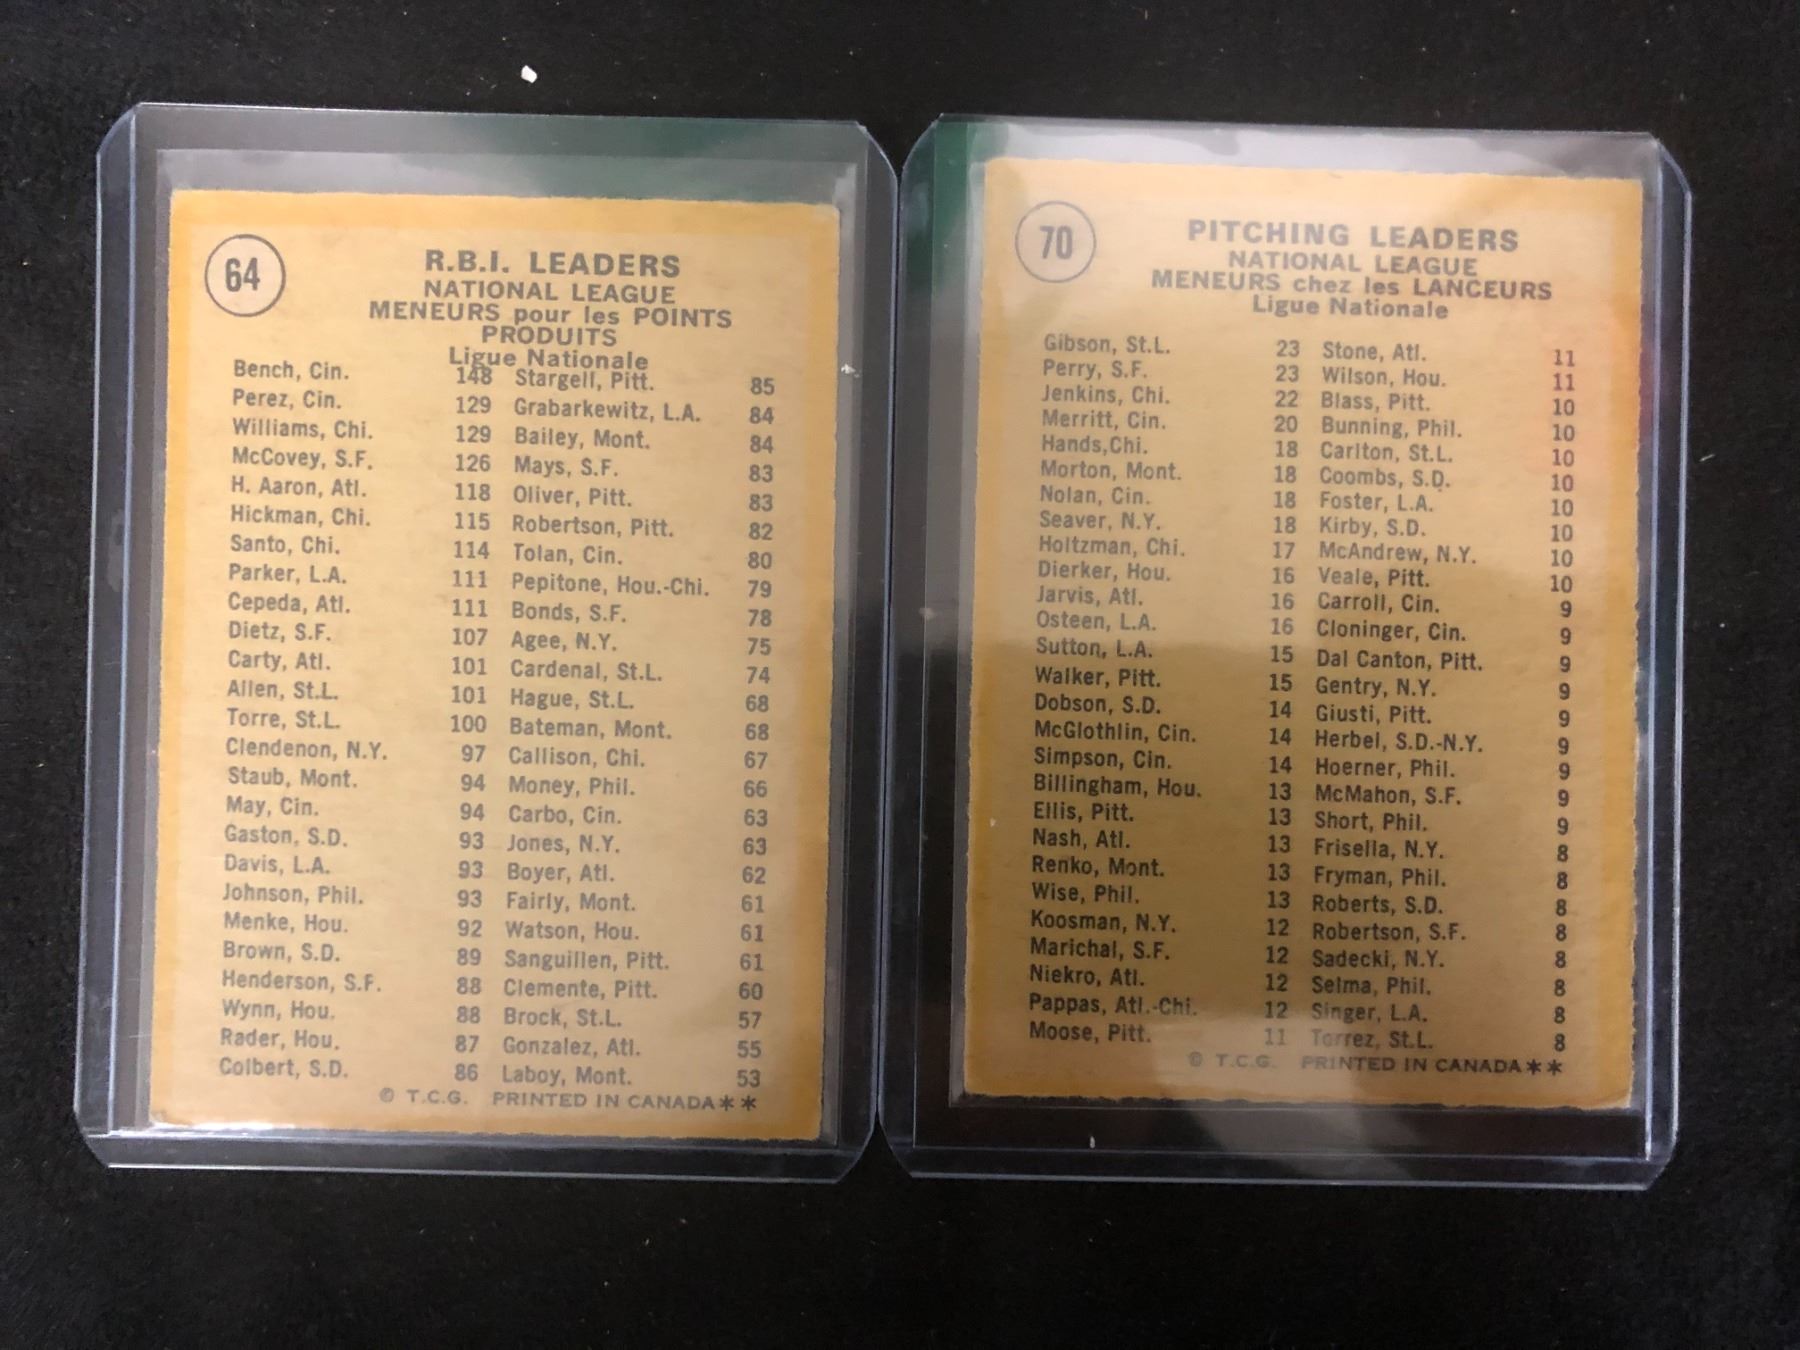 64
R.B.I. LEADERS
NATIONAL LEAGUE
MENEURS pour les POINTS
PRODUITS
Ligue Nationale
Bench, Cin. 148 Stargell, Pitt. 85
Perez, Cin. 129 Grabarkewitz, L.A. 84
Williams, Chi. 129 Bailey, Mont. 84
McCovey, S.F. 126 Mays, S.F. 83
H. Aaron, Atl. 118 Oliver, Pitt. 83
Hickman, Chi. 115 Robertson, Pitt. 82
Santo, Chi. 114 Tolan, Cin. 80
Parker, L.A. 111 Pepitone, Hou.-Chi. 79
Cepeda, Atl. 111 Bonds, S.F. 78
Dietz, S.F. 107 Agee, N.Y. 75
Carty, Atl. 101 Cardenal, St.L. 74
Allen, St.L. 101 Hague, St.L. 68
Torre, St.L. 100 Bateman, Mont. 68
Clendenon, N.Y. 97 Callison, Chi. 67
Staub, Mont. 94 Money, Phil. 66
May, Cin. 94 Carbo, Cin. 63
Gaston, S.D. 93 Jones, N.Y. 63
Davis, L.A. 93 Boyer, Atl. 62
Johnson, Phil. 93 Fairly, Mont. 61
Menke, Hou. 92 Watson, Hou. 61
Brown, S.D. 89 Sanguillen, Pitt. 61
Henderson, S.F. 88 Clemente, Pitt. 60
Wynn, Hou. 88 Brock, St.L. 57
Rader, Hou. 87 Gonzalez, Atl. 55
Colbert, S.D. 86 Laboy, Mont. 53
© T.C.G. PRINTED IN CANADA**
70
PITCHING LEADERS
NATIONAL LEAGUE
MENEURS chez les LANCEURS
Ligue Nationale
Gibson, St.L. 23 Stone, Atl. 11
Perry, S.F. 23 Wilson, Hou. 11
Jenkins, Chi. 22 Blass, Pitt. 10
Merritt, Cin. 20 Bunning, Phil. 10
Hands,Chi. 18 Carlton, St.L. 10
Morton, Mont. 18 Coombs, S.D. 10
Nolan, Cin. 18 Foster, L.A. 10
Seaver, N.Y. 18 Kirby, S.D. 10
Holtzman, Chi. 17 McAndrew, N.Y. 10
Dierker, Hou. 16 Veale, Pitt. 10
Jarvis, Atl. 16 Carroll, Cin. 9
Osteen, L.A. 16 Cloninger, Cin. 9
Sutton, L.A. 15 Dal Canton, Pitt. 9
Walker, Pitt. 15 Gentry, N.Y. 9
Dobson, S.D. 14 Giusti, Pitt. 9
McGlothlin, Cin. 14 Herbel, S.D.-N.Y. 9
Simpson, Cin. 14 Hoerner, Phil. 9
Billingham, Hou. 13 McMahon, S.F. 9
Ellis, Pitt. 13 Short, Phil. 9
Nash, Atl. 13 Frisella, N.Y. 8
Renko, Mont. 13 Fryman, Phil. 8
Wise, Phil. 13 Roberts, S.D. 8
Koosman, N.Y. 12 Robertson, S.F. 8
Marichal, S.F. 12 Sadecki, N.Y. 8
Niekro, Atl. 12 Selma, Phil. 8
Pappas, Atl.-Chi. 12 Singer, L.A. 8
Moose, Pitt. 11 Torrez, St.L. 8
© T.C.G. PRINTED IN CANADA**